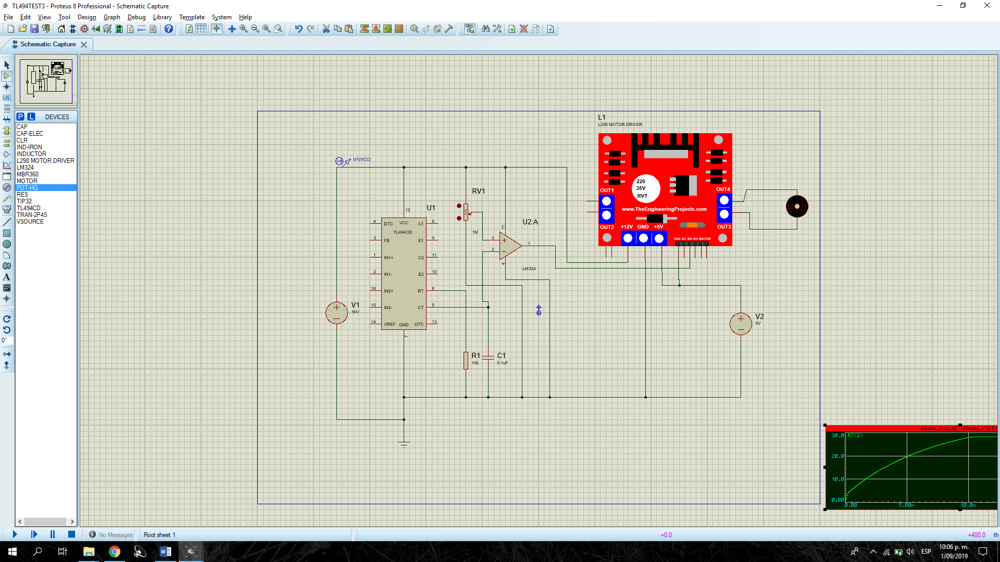 TL494TEST3 - Proteus 8 Professional - Schematic Capture
File Edit View Tool Design Graph Debug Library Template System Help
Schematic Capture
LBL
P L DEVICES
CAP
CAP-ELEC
CLR
IND-IRON
INDUCTOR
L298 MOTOR DRIVER
LM324
MBR360
MOTOR
POT-HG
RES
TIP32
TL494CD
TRAN-2P4S
VSOURCE
A
S
0°
U1(VCC)
L1
L298 MOTOR DRIVER
220
35V
RVT
OUT1
OUT4
www.TheEngineeringProjects.com
OUT2
+12V GND +5V
OUT3
ENA IN1 IN2 IN3 IN4 ENB
RV1
1M
U1
12
VCC
TL494CD
4 DTC C1 8
3 FB E1 9
1 IN1+ C2 11
2 IN1- E2 10
16 IN2+ RT 6
15 IN2- CT 5
14 VREF GND OTC 13
7
U2:A
11
3
2
1
4
LM324
V1
16V
R1
10k
C1
0.1uF
V2
5V
ANALOGUE ANALYSIS
30.0 R7(2)
20.0
10.0
0.00
0.00 5.00m 10.0m
No Messages
Root sheet 1
+0.0
+400.0 th
ESP
10:06 p. m.
1/09/2019